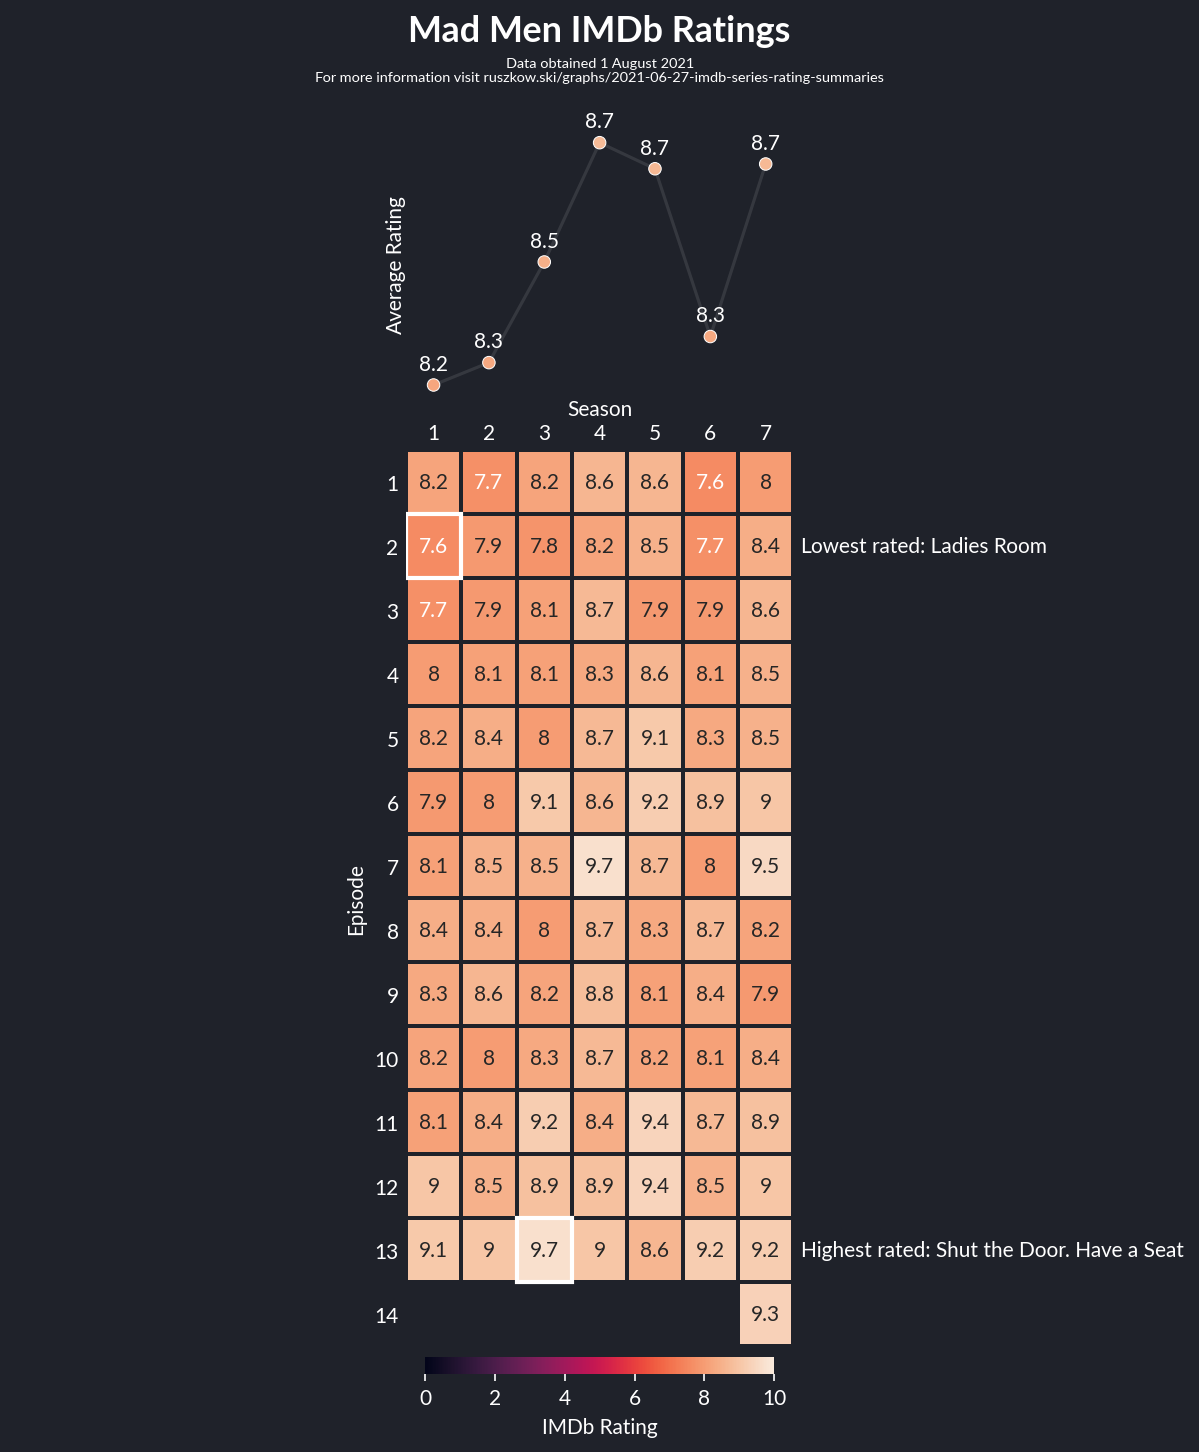 Mad Men IMDb Ratings
Data obtained 1 August 2021
For more information visit ruszkow.ski/graphs/2021-06-27-imdb-series-rating-summaries
8.7
8.7
8.7
8.5
8.3
8.3
8.2
Average Rating
Season
1 2 3 4 5 6 7
1 8.2 7.7 8.2 8.6 8.6 7.6 8
2 7.6 7.9 7.8 8.2 8.5 7.7 8.4 Lowest rated: Ladies Room
3 7.7 7.9 8.1 8.7 7.9 7.9 8.6
4 8 8.1 8.1 8.3 8.6 8.1 8.5
5 8.2 8.4 8 8.7 9.1 8.3 8.5
6 7.9 8 9.1 8.6 9.2 8.9 9
7 8.1 8.5 8.5 9.7 8.7 8 9.5
Episode
8 8.4 8.4 8 8.7 8.3 8.7 8.2
9 8.3 8.6 8.2 8.8 8.1 8.4 7.9
10 8.2 8 8.3 8.7 8.2 8.1 8.4
11 8.1 8.4 9.2 8.4 9.4 8.7 8.9
12 9 8.5 8.9 8.9 9.4 8.5 9
13 9.1 9 9.7 9 8.6 9.2 9.2 Highest rated: Shut the Door. Have a Seat
14 9.3
0 2 4 6 8 10
IMDb Rating